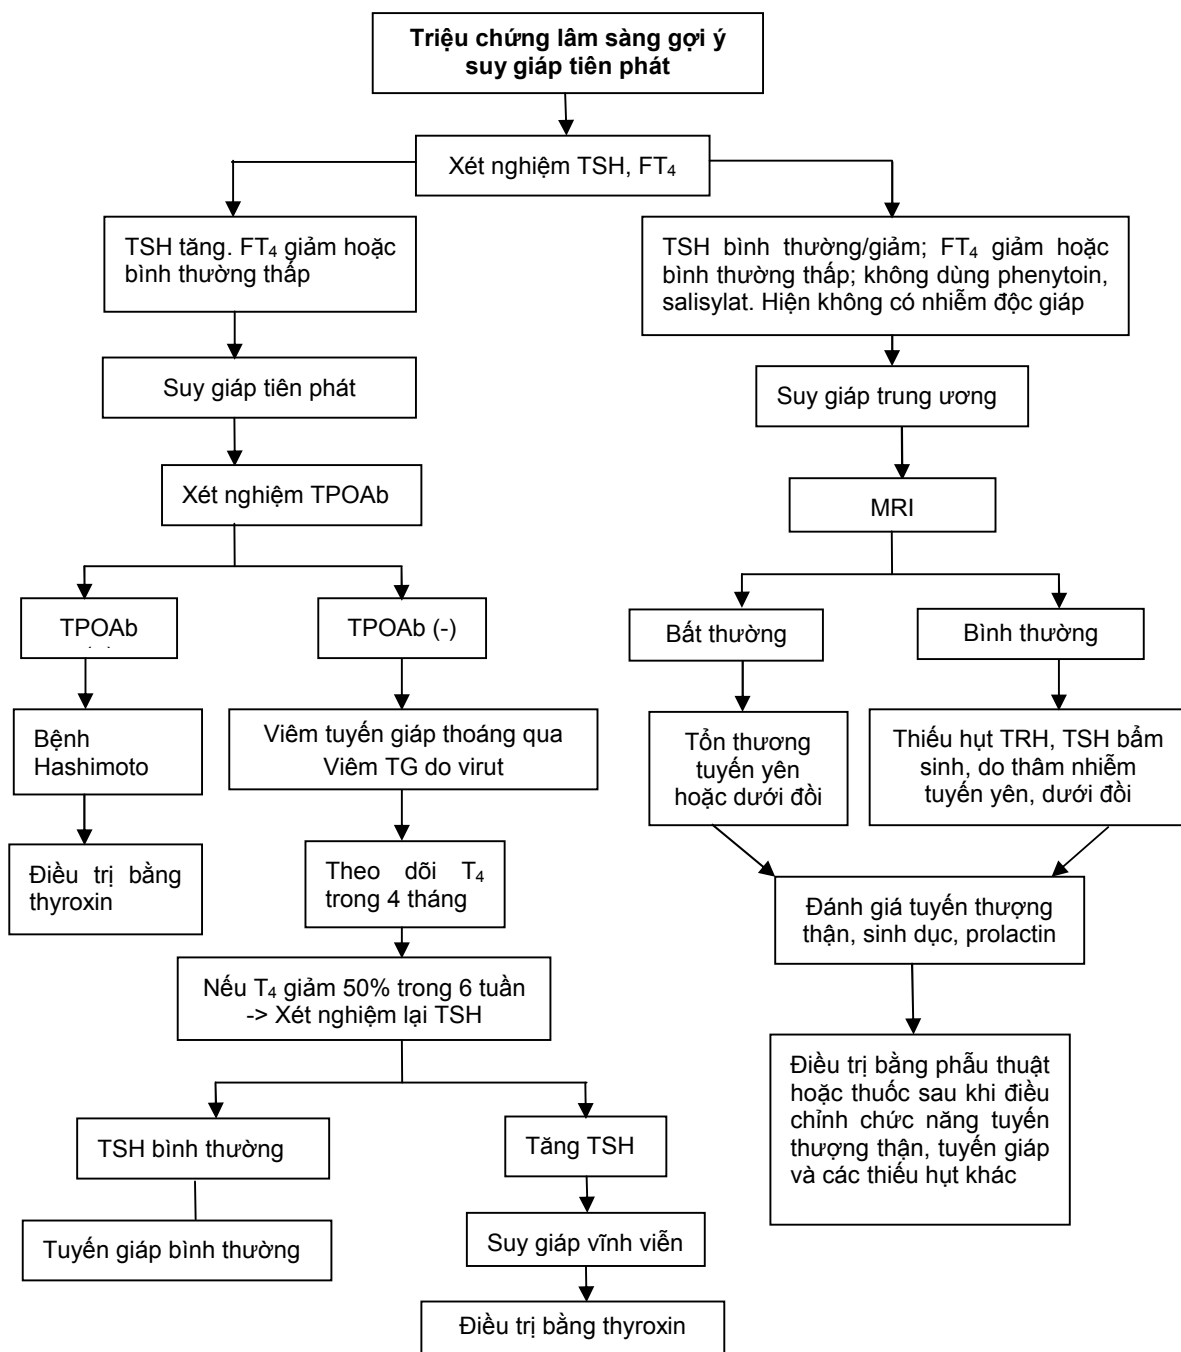 Triệu chứng lâm sàng gợi ý
suy giáp tiên phát
Xét nghiệm TSH, FT₄
TSH tăng. FT₄ giảm hoặc
bình thường thấp
TSH bình thường/giảm; FT₄ giảm hoặc
bình thường thấp; không dùng phenytoin,
salisylat. Hiện không có nhiễm độc giáp
Suy giáp tiên phát
Suy giáp trung ương
Xét nghiệm TPOAb
MRI
TPOAb
TPOAb (-)
Bất thường
Bình thường
Bệnh
Hashimoto
Viêm tuyến giáp thoáng qua
Viêm TG do virut
Tổn thương
tuyến yên
hoặc dưới đồi
Thiếu hụt TRH, TSH bẩm
sinh, do thâm nhiễm
tuyến yên, dưới đồi
Điều trị bằng
thyroxin
Theo dõi T₄
trong 4 tháng
Đánh giá tuyến thượng
thận, sinh dục, prolactin
Nếu T₄ giảm 50% trong 6 tuần
-> Xét nghiệm lại TSH
Điều trị bằng phẫu thuật
hoặc thuốc sau khi điều
chỉnh chức năng tuyến
thượng thận, tuyến giáp
và các thiếu hụt khác
TSH bình thường
Tăng TSH
Tuyến giáp bình thường
Suy giáp vĩnh viễn
Điều trị bằng thyroxin